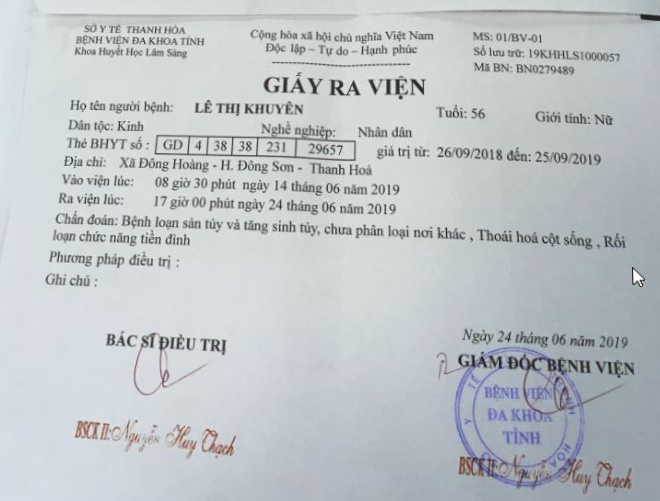 SỞ Y TẾ THANH HÓA
BỆNH VIỆN ĐA KHOA TỈNH
Khoa Huyết Học Lâm Sàng
Cộng hòa xã hội chủ nghĩa Việt Nam
Độc lập - Tự do - Hạnh phúc
MS: 01/BV-01
Số lưu trữ: 19KHHLS1000057
Mã BN: BN0279489
GIẤY RA VIỆN
Họ tên người bệnh: LÊ THỊ KHUYÊN Tuổi: 56 Giới tính: Nữ
Dân tộc: Kinh Nghề nghiệp: Nhân dân
Thẻ BHYT số : GD 4 38 38 231 29657 giá trị từ: 26/09/2018 đến: 25/09/2019
Địa chỉ: Xã Đông Hoàng - H. Đông Sơn - Thanh Hoá
Vào viện lúc: 08 giờ 30 phút ngày 14 tháng 06 năm 2019
Ra viện lúc: 17 giờ 00 phút ngày 24 tháng 06 năm 2019
Chẩn đoán: Bệnh loạn sản tủy và tăng sinh tủy, chưa phân loại nơi khác , Thoái hoá cột sống , Rối
loạn chức năng tiền đình
Phương pháp điều trị :
Ghi chú :
BÁC SĨ ĐIỀU TRỊ
BSCK II: Nguyễn Huy Thạch
Ngày 24 tháng 06 năm 2019
GIÁM ĐỐC BỆNH VIỆN
BỆNH VIỆN
ĐA KHOA
TỈNH
BSCK II: Nguyễn Huy Thạch